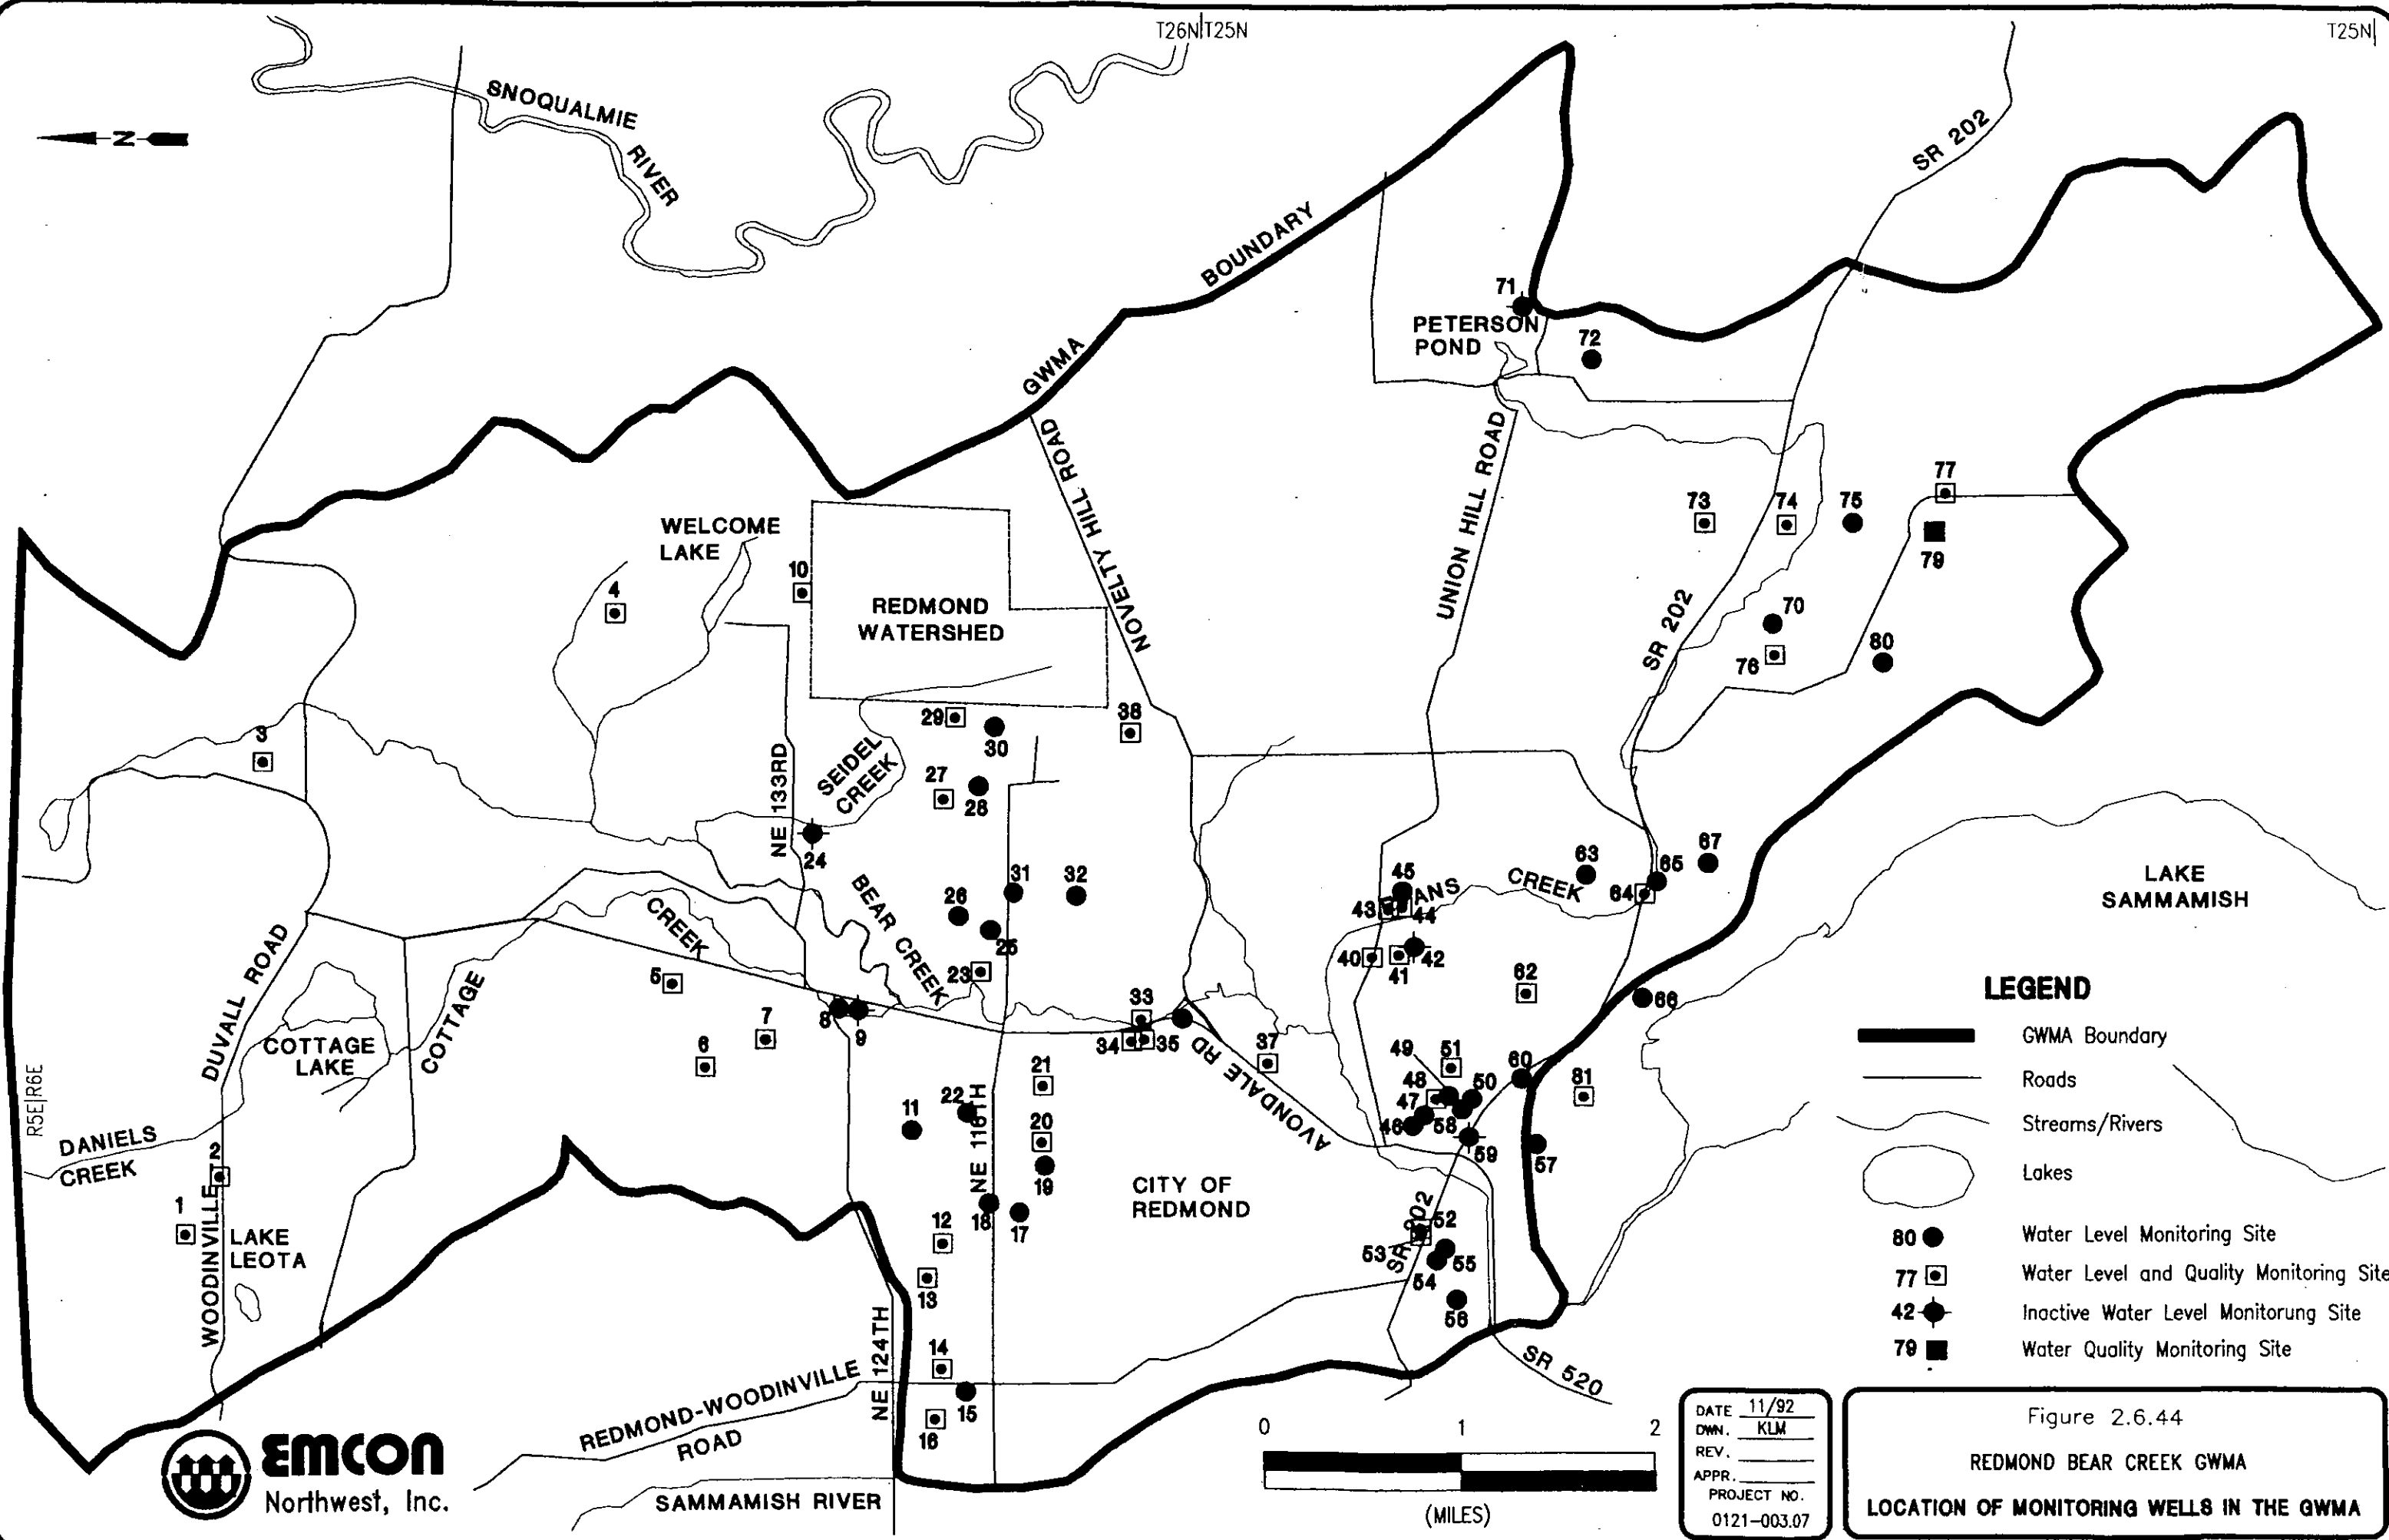 T26N|T25N
T25N|
SNOQUALMIE
RIVER
N
SR 202
BOUNDARY
GWMA
71
PETERSON
POND
72
NOVELTY HILL ROAD
UNION HILL ROAD
WELCOME
LAKE
10
4
REDMOND
WATERSHED
73
74
75
77
79
70
76
80
SR 202
3
29
30
38
NE 133RD
SEIDEL
CREEK
27
28
24
31
32
26
25
BEAR CREEK
23
45
43
44
ANS
CREEK
63
65
67
64
40
41
42
62
66
LAKE
SAMMAMISH
DUVALL ROAD
CREEK
COTTAGE
5
7
6
8
9
COTTAGE
LAKE
33
34
35
37
AVONDALE RD
49
51
48
50
47
46
58
59
60
81
57
R5E|R6E
DANIELS
CREEK
2
1
WOODINVILLE
LAKE
LEOTA
11
22
NE 116TH
21
20
19
18
17
12
13
14
15
16
CITY OF
REDMOND
SR 202
52
53
55
54
56
NE 124TH
REDMOND-WOODINVILLE
ROAD
SAMMAMISH RIVER
SR 520
LEGEND
GWMA Boundary
Roads
Streams/Rivers
Lakes
80 Water Level Monitoring Site
77 Water Level and Quality Monitoring Site
42 Inactive Water Level Monitorung Site
79 Water Quality Monitoring Site
EMCON
Northwest, Inc.
0 1 2
(MILES)
DATE 11/92
DWN. KLM
REV.
APPR.
PROJECT NO.
0121-003.07
Figure 2.6.44
REDMOND BEAR CREEK GWMA
LOCATION OF MONITORING WELLS IN THE GWMA